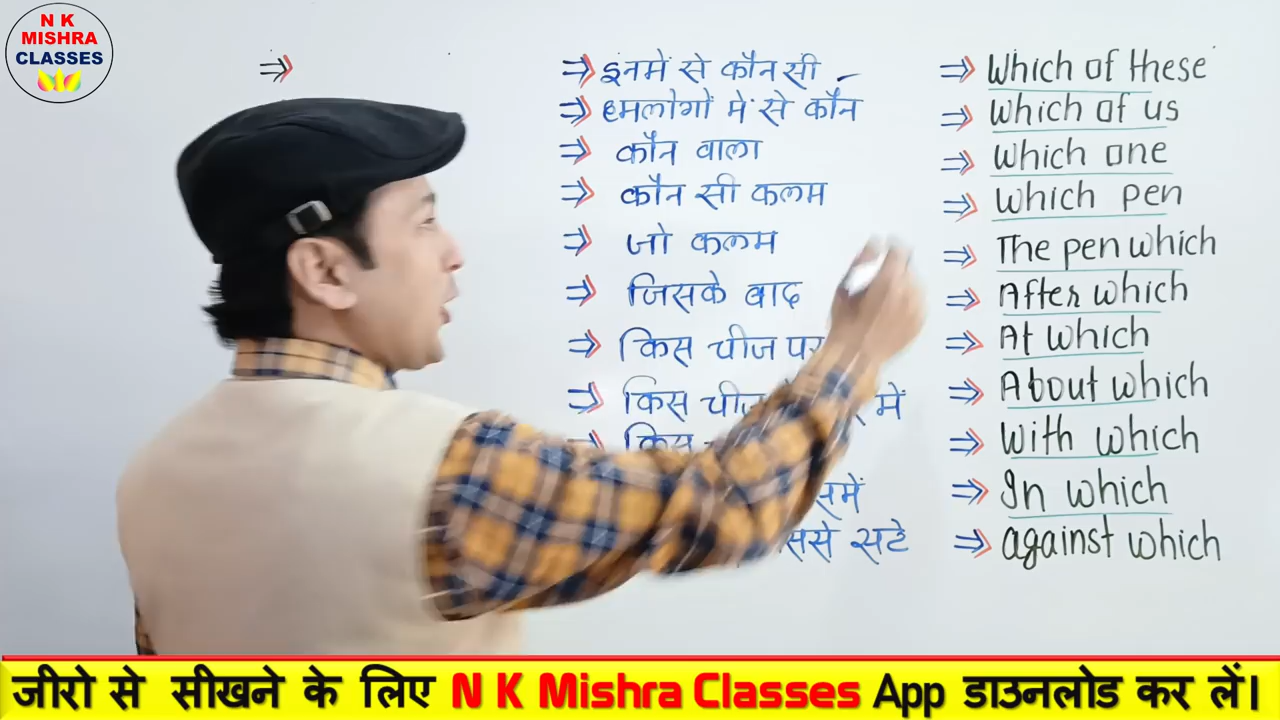 N K
MISHRA
CLASSES
⇒
⇒ इनमें से कौन सी ⇒ Which of these
⇒ हमलोगों में से कौन ⇒ Which of us
⇒ कौन वाला ⇒ Which one
⇒ कौन सी कलम ⇒ Which pen
⇒ जो कलम ⇒ The pen which
⇒ जिसके बाद ⇒ After which
⇒ किस चीज पर ⇒ At which
⇒ किस चीज में ⇒ About which
⇒ किस ⇒ With which
⇒ In which
सटे ⇒ against which
जीरो से सीखने के लिए N K Mishra Classes App डाउनलोड कर लें।